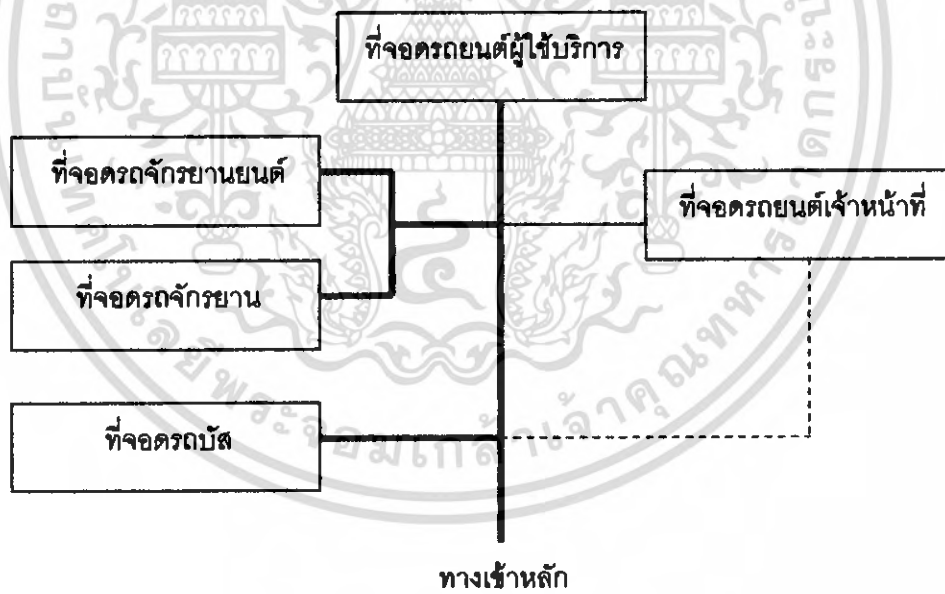 ที่จอดรถยนต์ผู้ใช้บริการ
ที่จอดรถจักรยานยนต์
ที่จอดรถยนต์เจ้าหน้าที่
ที่จอดรถจักรยาน
ที่จอดรถบัส
ทางเข้าหลัก